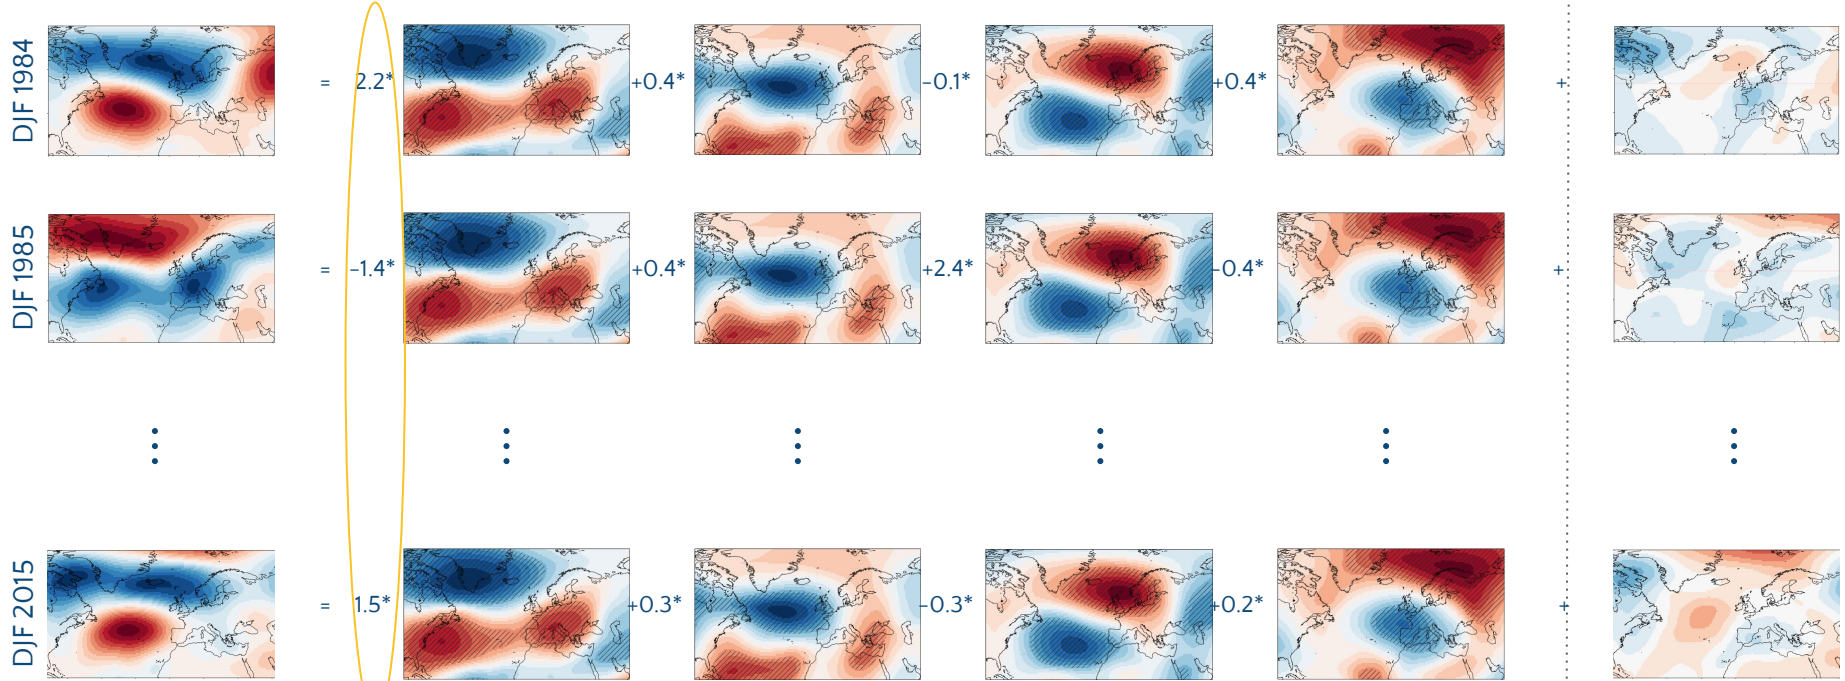 DJF 1984
= 2.2* +0.4* -0.1* +0.4* +
DJF 1985
= -1.4* +0.4* +2.4* -0.4* +
DJF 2015
= 1.5* +0.3* -0.3* +0.2* +